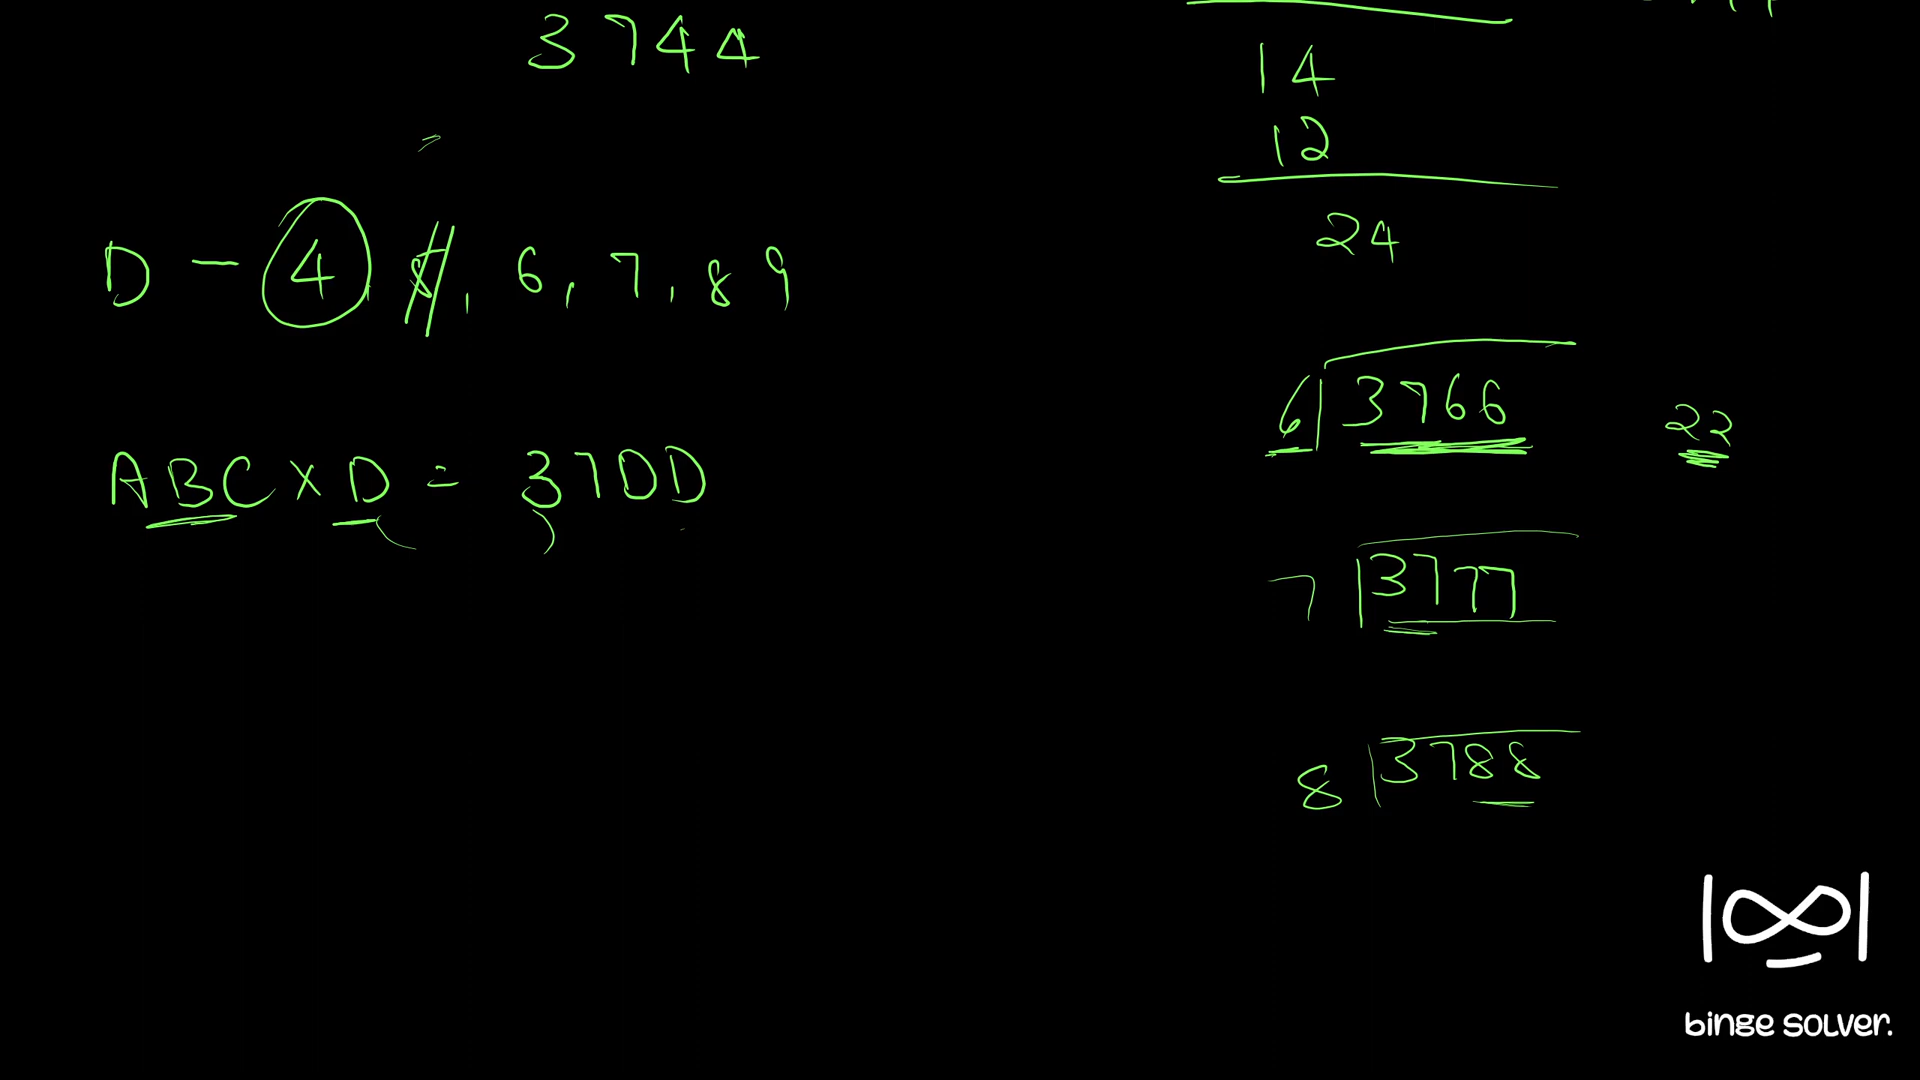 3744
14
12
24
D - 4 5, 6, 7, 8 9
6 3766 22
ABC X D = 37DD
7 3777
8 3788
binge solver.